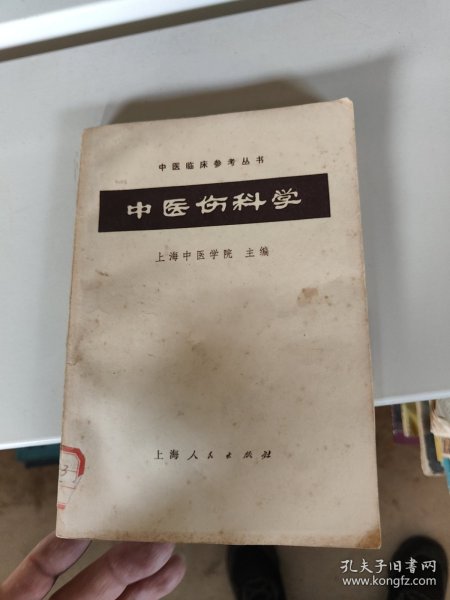 中医临床参考丛书
中医伤科学
上海中医学院 主编
上海人民出版社
3
孔夫子旧书网
www.kongfz.com